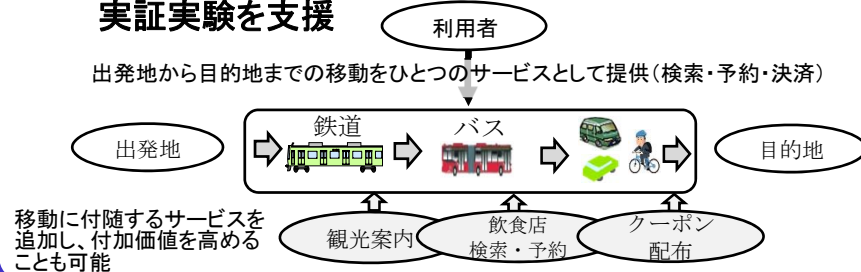 実証実験を支援
利用者
出発地から目的地までの移動をひとつのサービスとして提供（検索・予約・決済）
出発地
鉄道
バス
目的地
移動に付随するサービスを
追加し、付加価値を高める
ことも可能
観光案内
飲食店
検索・予約
クーポン
配布